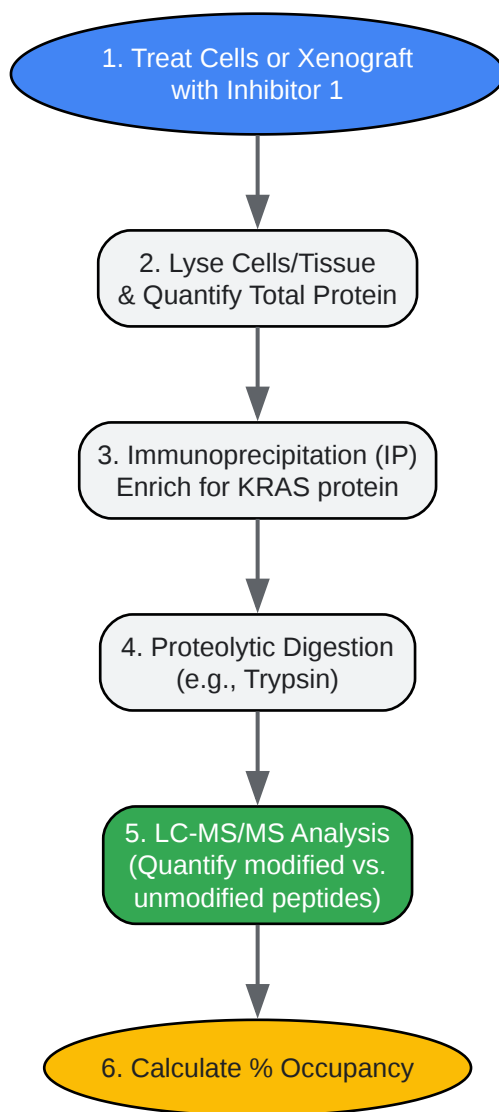 1. Treat Cells or Xenograft
with Inhibitor 1
2. Lyse Cells/Tissue
& Quantify Total Protein
3. Immunoprecipitation (IP)
Enrich for KRAS protein
4. Proteolytic Digestion
(e.g., Trypsin)
5. LC-MS/MS Analysis
(Quantify modified vs.
unmodified peptides)
6. Calculate % Occupancy